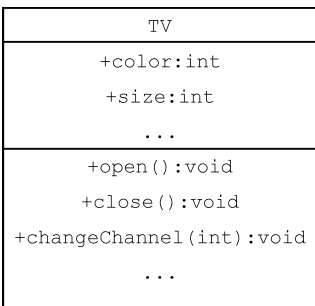 TV
+color:int
+size:int
...
+open():void
+close():void
+changeChannel(int):void
...